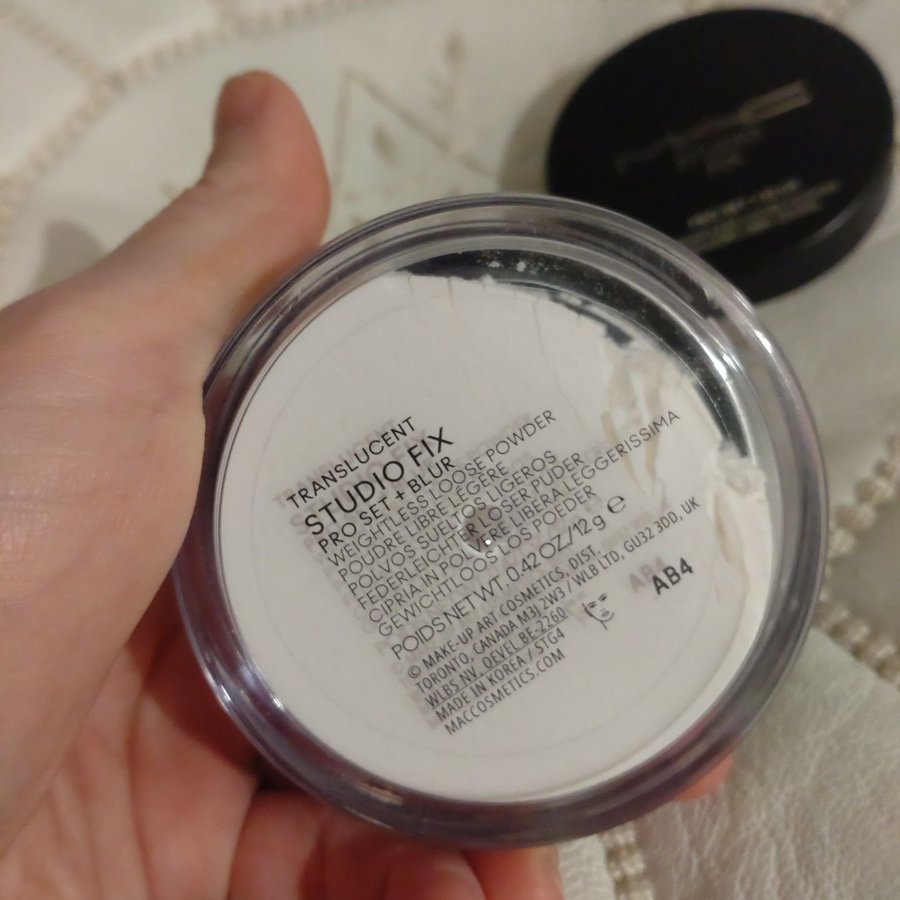 TRANSLUCENT
STUDIO FIX
PRO SET + BLUR
WEIGHTLESS LOOSE POWDER
POUDRE LIBRE LÉGÈRE
POLVOS SUELTOS LIGEROS
FEDERLEICHTER LOSER PUDER
CIPRIA IN POLVERE LIBERA LEGGERISSIMA
GEWICHTLOOS LOS POEDER
POIDS NET WT. 0.42 OZ/12 g ℮
© MAKE-UP ART COSMETICS, DIST.
TORONTO, CANADA M3J 2W3 / WLB LTD, GU32 3DD, UK
WLBS NV. OEVEL BE-2260
MADE IN KOREA / STG4
MACCOSMETICS.COM
AB4
MAC